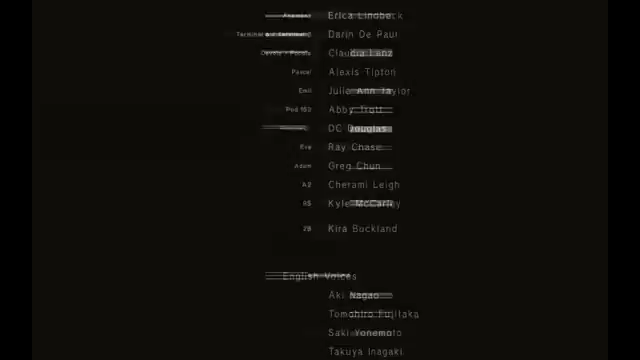 Erica Lindbeck
Darin De Paul
Claudia Lenz
Pascal Alexis Tipton
Emil Julie Ann Taylor
Pod 153 Abby Trott
DC Douglas
Eve Ray Chase
Adam Greg Chun
A2 Cherami Leigh
9S Kyle McCarley
2B Kira Buckland
English Voices
Aki Nagao
Tomohiro Fujitaka
Saki Yonemoto
Takuya Inagaki